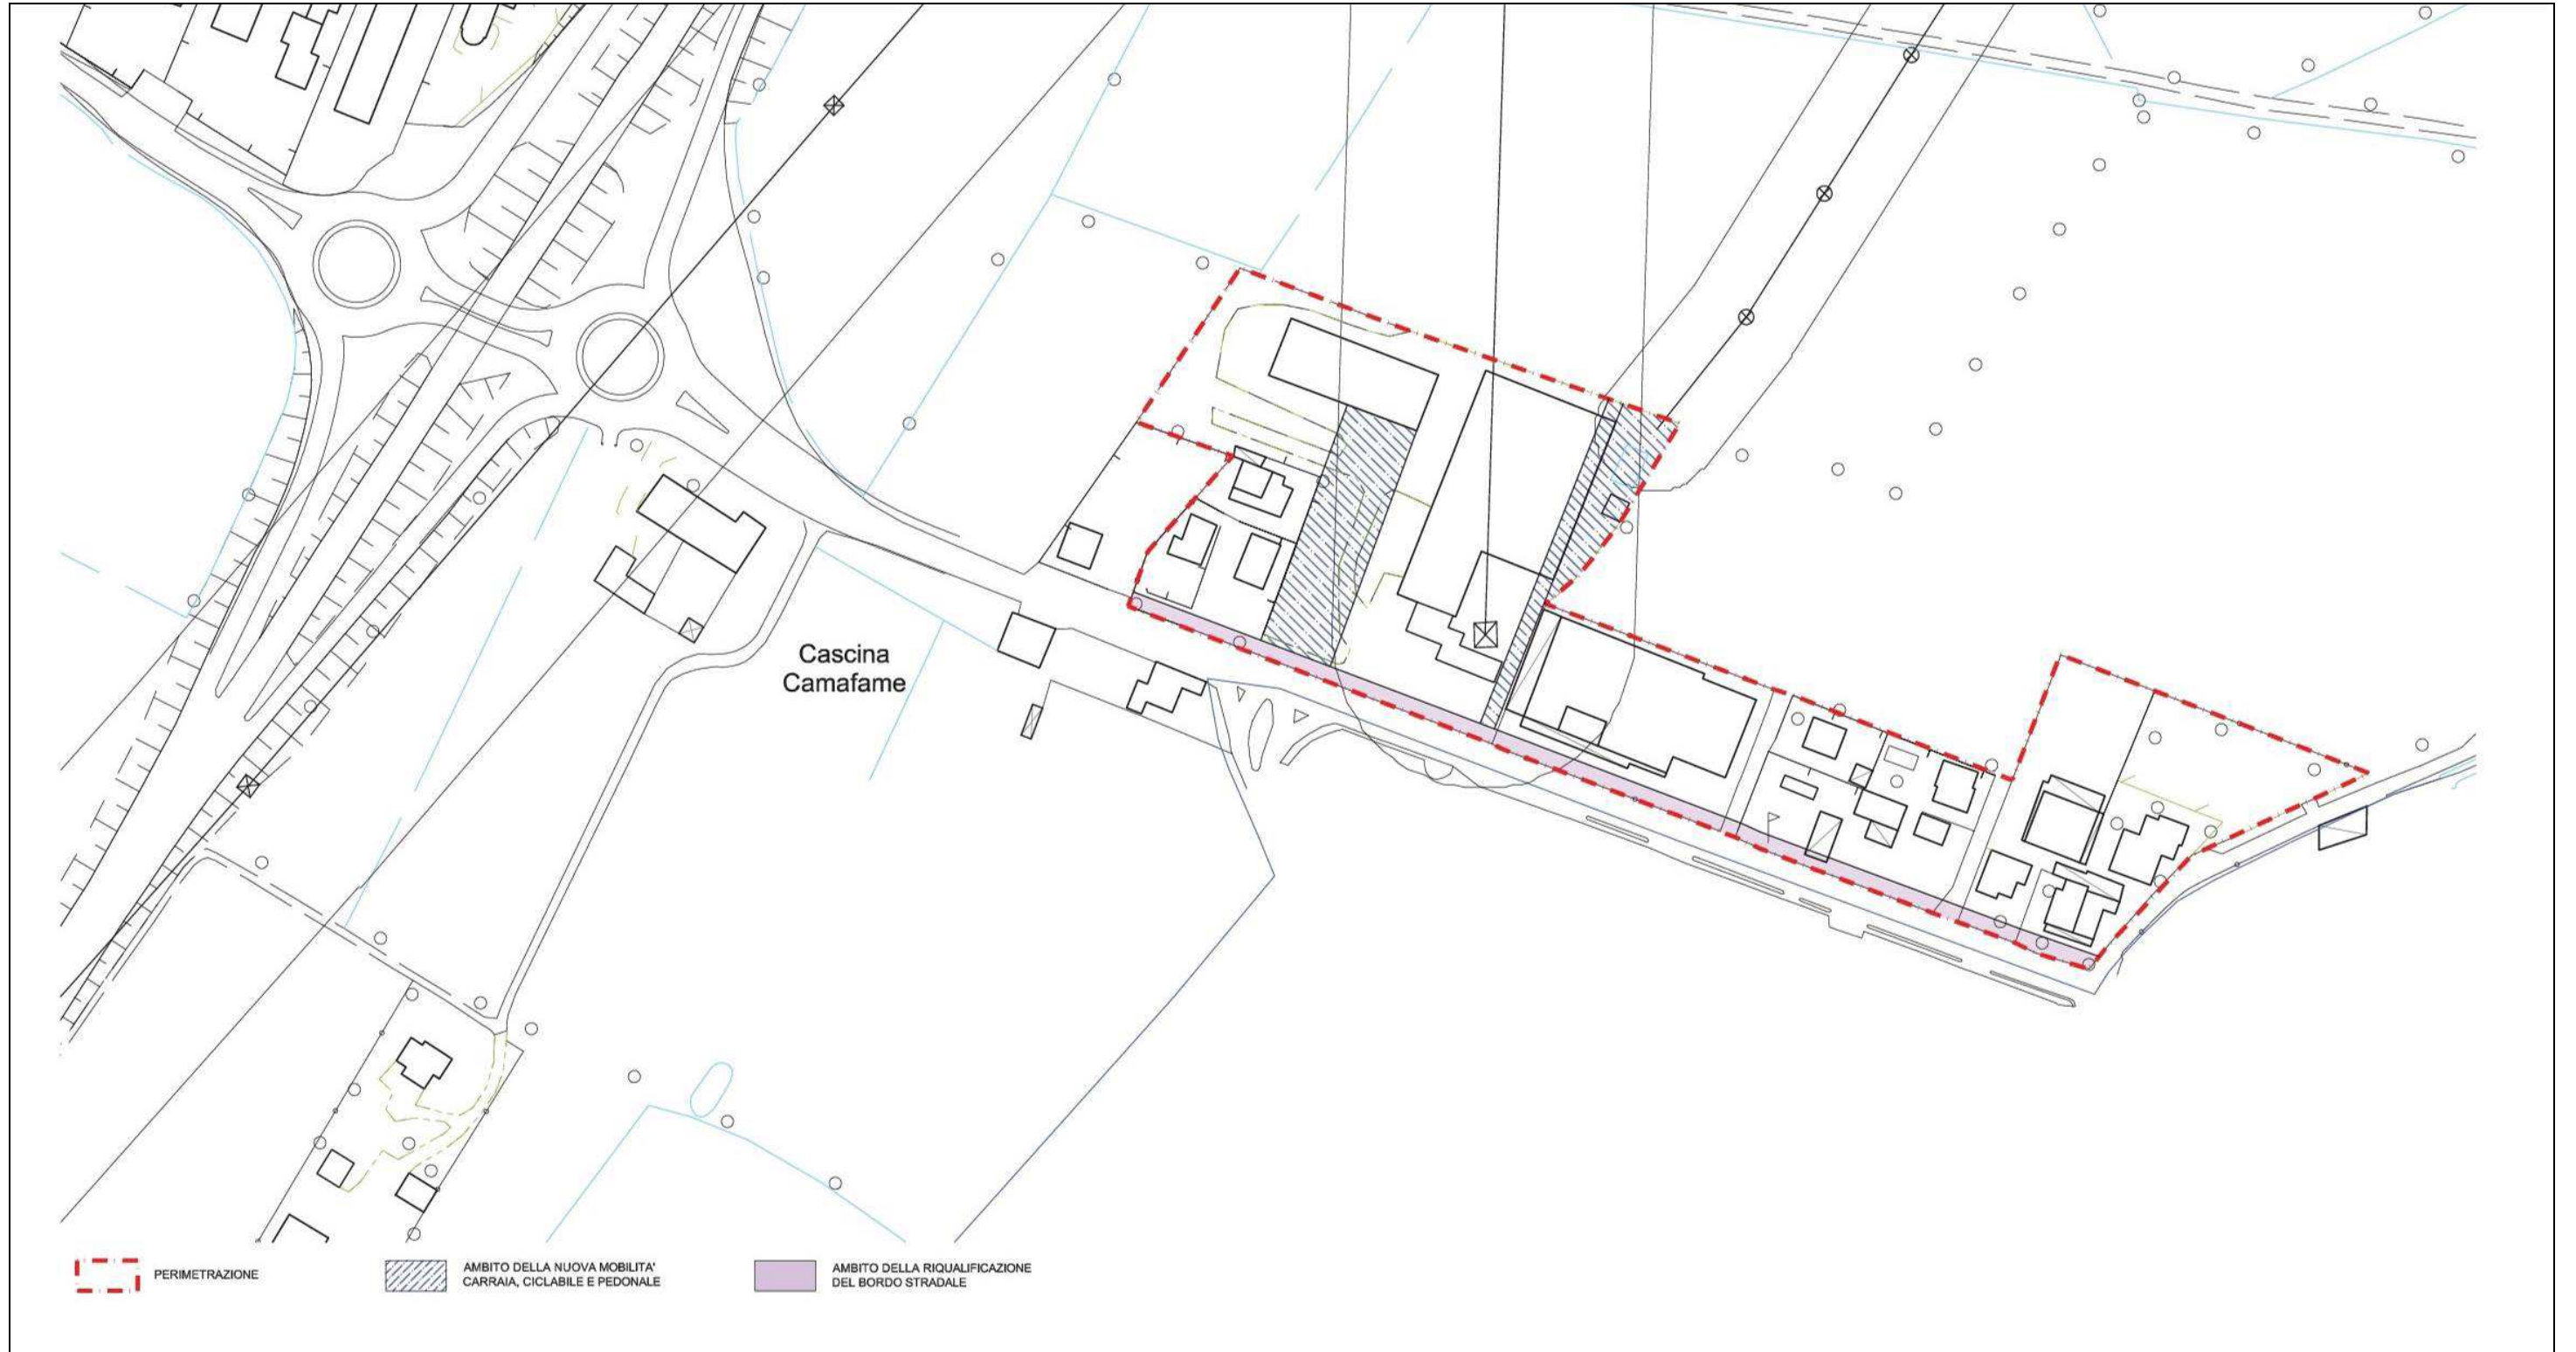 Cascina
Camafame
PERIMETRAZIONE
AMBITO DELLA NUOVA MOBILITA'
CARRAIA, CICLABILE E PEDONALE
AMBITO DELLA RIQUALIFICAZIONE
DEL BORDO STRADALE